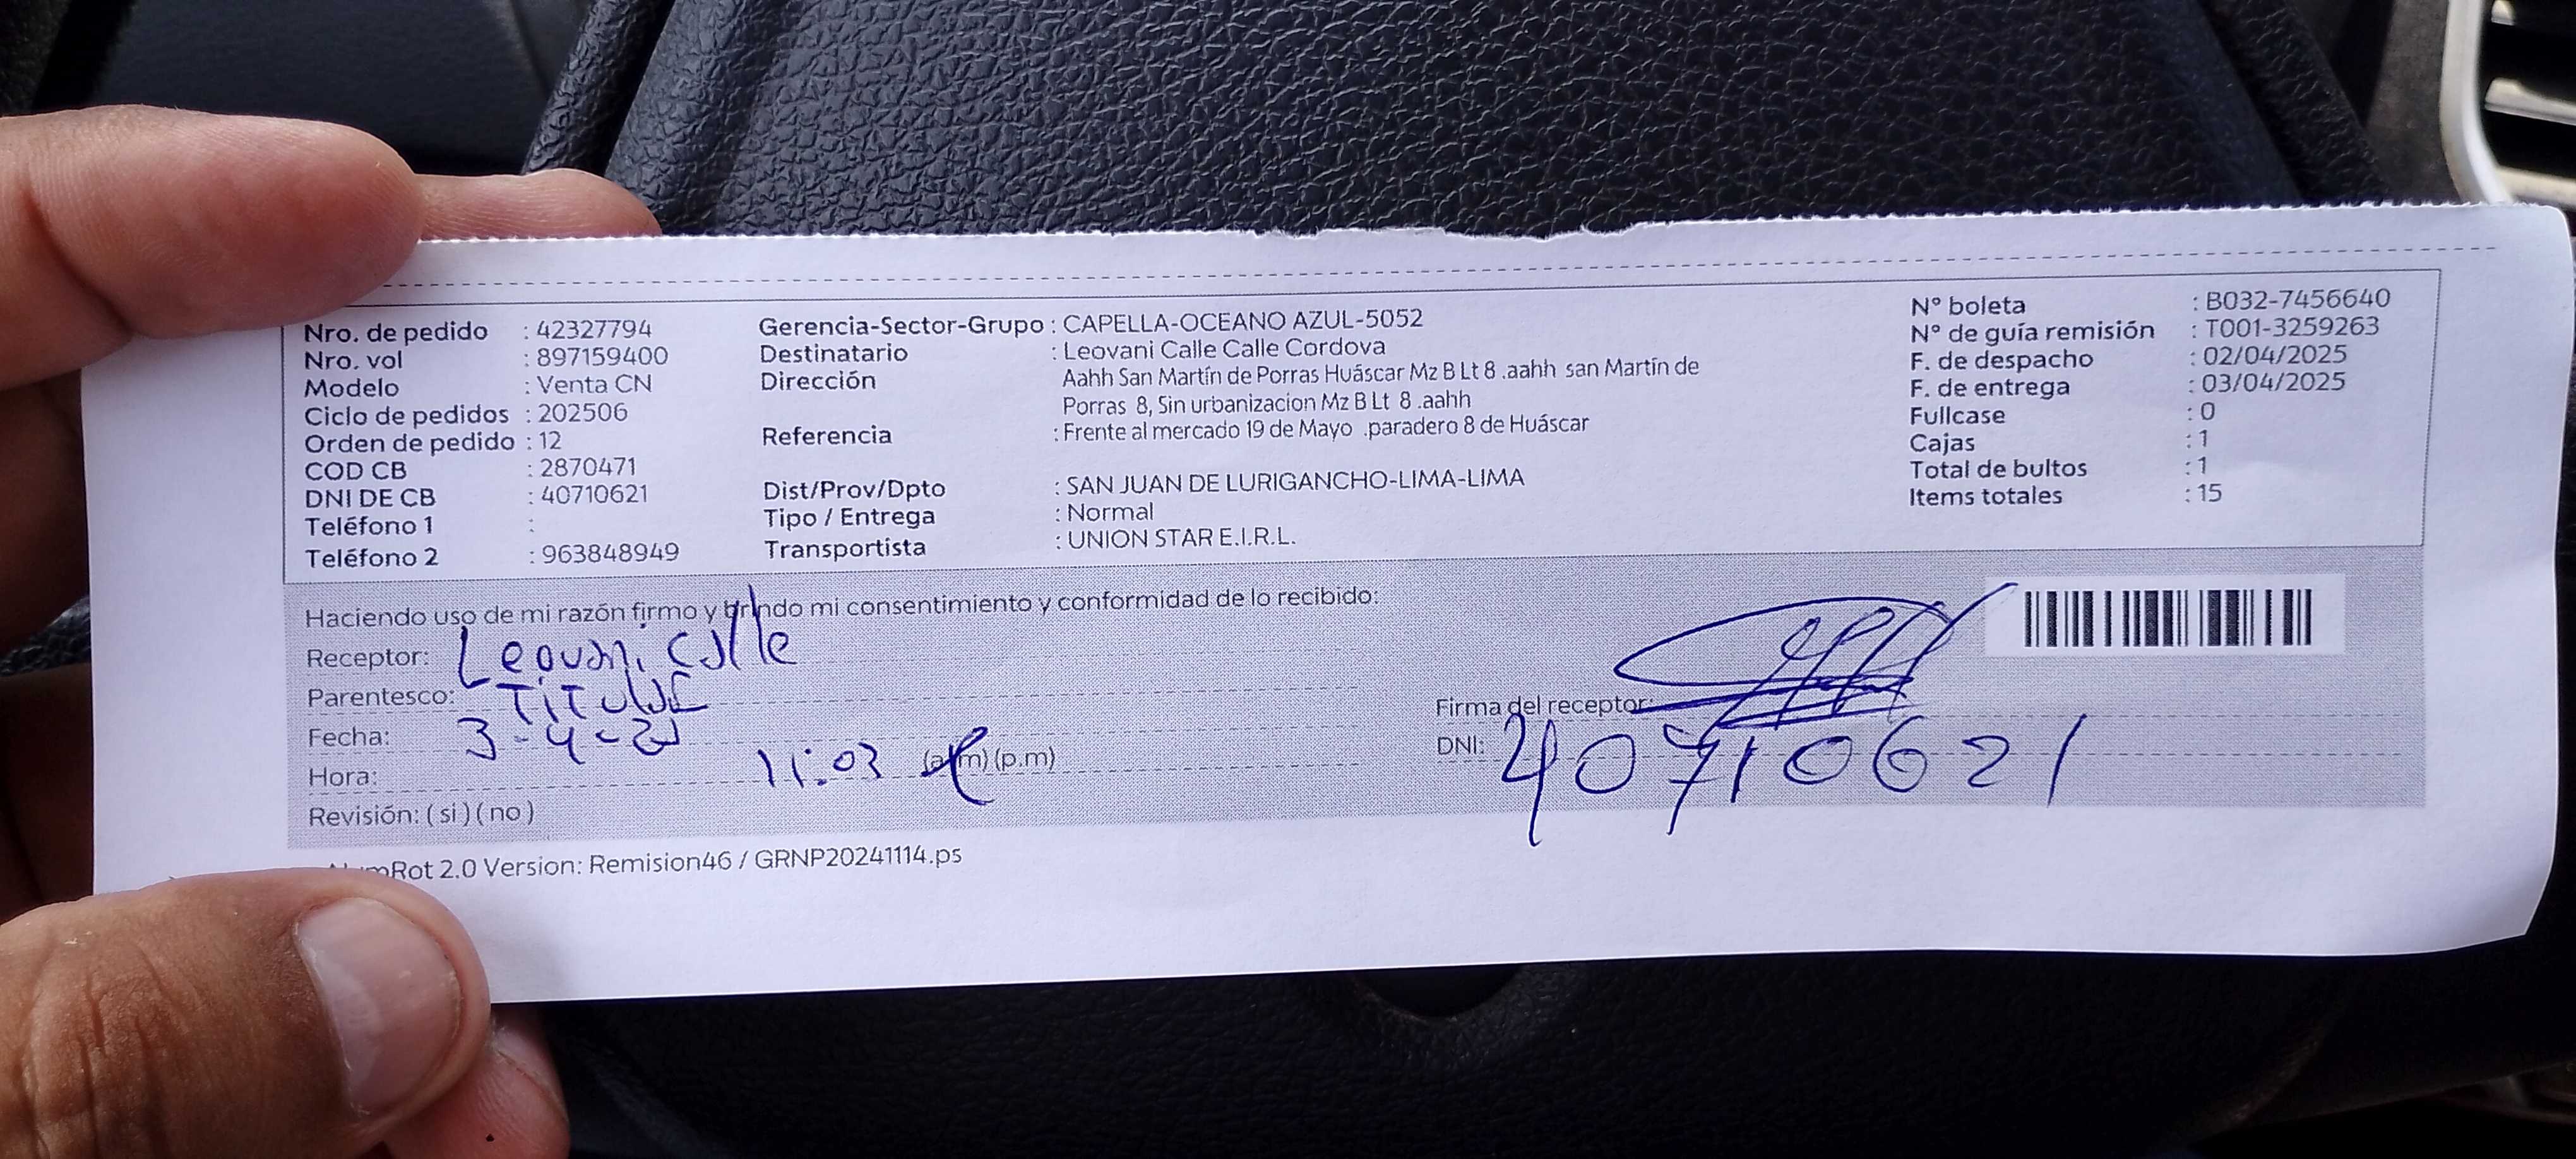 Nro. de pedido : 42327794
Nro. vol : 897159400
Modelo : Venta CN
Ciclo de pedidos : 202506
Orden de pedido : 12
COD CB : 2870471
DNI DE CB : 40710621
Teléfono 1 :
Teléfono 2 : 963848949
Gerencia-Sector-Grupo : CAPELLA-OCEANO AZUL-5052
Destinatario : Leovani Calle Calle Cordova
Dirección Aahh San Martín de Porras Huáscar Mz B Lt 8 .aahh san Martín de
Porras 8, Sin urbanizacion Mz B Lt 8 .aahh
Referencia : Frente al mercado 19 de Mayo .paradero 8 de Huáscar
Dist/Prov/Dpto : SAN JUAN DE LURIGANCHO-LIMA-LIMA
Tipo / Entrega : Normal
Transportista : UNION STAR E.I.R.L.
N° boleta : B032-7456640
N° de guía remisión : T001-3259263
F. de despacho : 02/04/2025
F. de entrega : 03/04/2025
Fullcase : 0
Cajas : 1
Total de bultos : 1
Items totales : 15
Haciendo uso de mi razón firmo y brindo mi consentimiento y conformidad de lo recibido:
Receptor: Leovani Calle
Parentesco: TiTular
Fecha: 3-4-25
Hora: 11:03 (a.m) (p.m)
Revisión: ( si ) ( no )
Firma del receptor:
DNI: 40710621
Rot 2.0 Version: Remision46 / GRNP20241114.ps